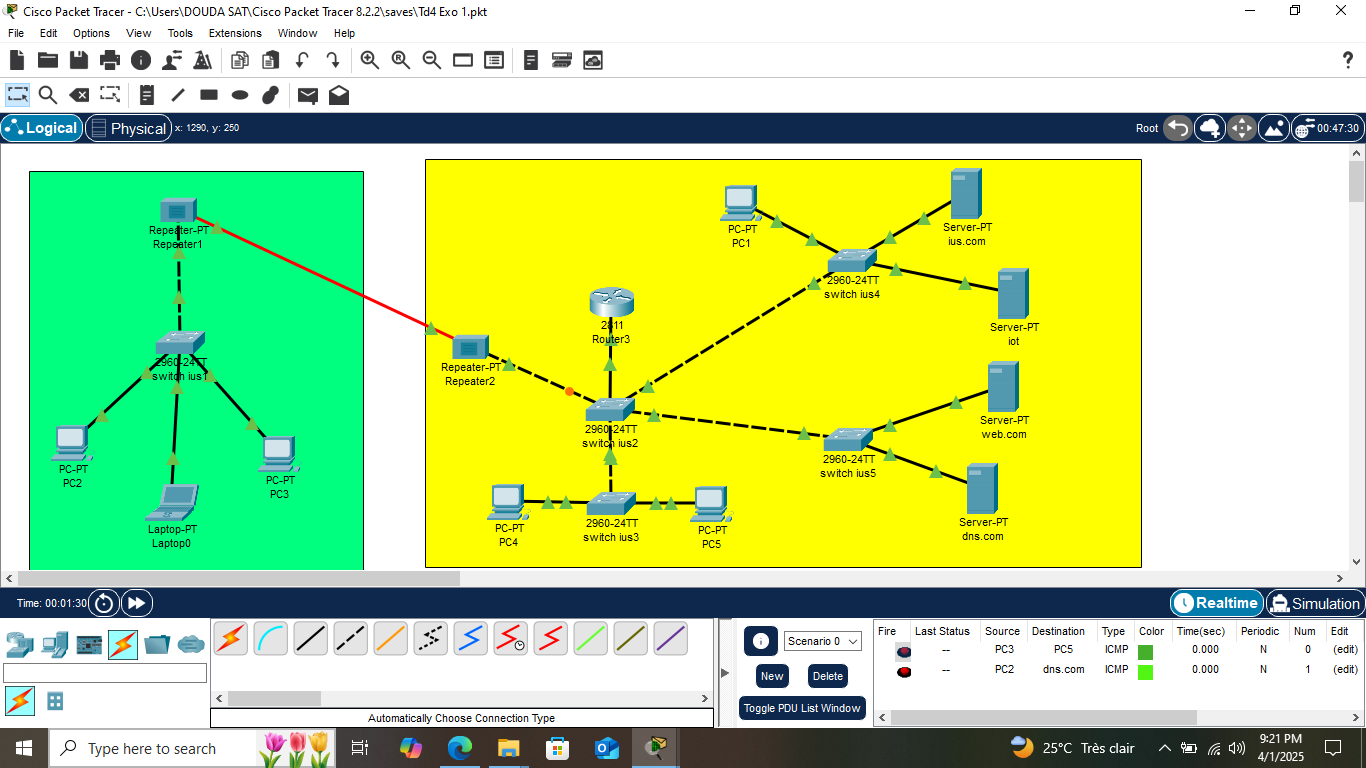 Cisco Packet Tracer - C:\Users\DOUDA SAT\Cisco Packet Tracer 8.2.2\saves\Td4 Exo 1.pkt
File Edit Options View Tools Extensions Window Help
Logical Physical x: 1290, y: 250 Root 00:47:30
Repeater-PT
Repeater1
2960-24TT
switch ius1
PC-PT
PC2
PC-PT
PC3
Laptop-PT
Laptop0
PC-PT
PC1
Server-PT
ius.com
2960-24TT
switch ius4
Server-PT
iot
2811
Router3
Repeater-PT
Repeater2
2960-24TT
switch ius2
Server-PT
web.com
2960-24TT
switch ius5
PC-PT
PC4
2960-24TT
switch ius3
PC-PT
PC5
Server-PT
dns.com
Time: 00:01:30 Realtime Simulation
Scenario 0
New Delete
Toggle PDU List Window
Fire Last Status Source Destination Type Color Time(sec) Periodic Num Edit
-- PC3 PC5 ICMP 0.000 N 0 (edit)
-- PC2 dns.com ICMP 0.000 N 1 (edit)
Automatically Choose Connection Type
Type here to search
25°C Très clair
9:21 PM
4/1/2025